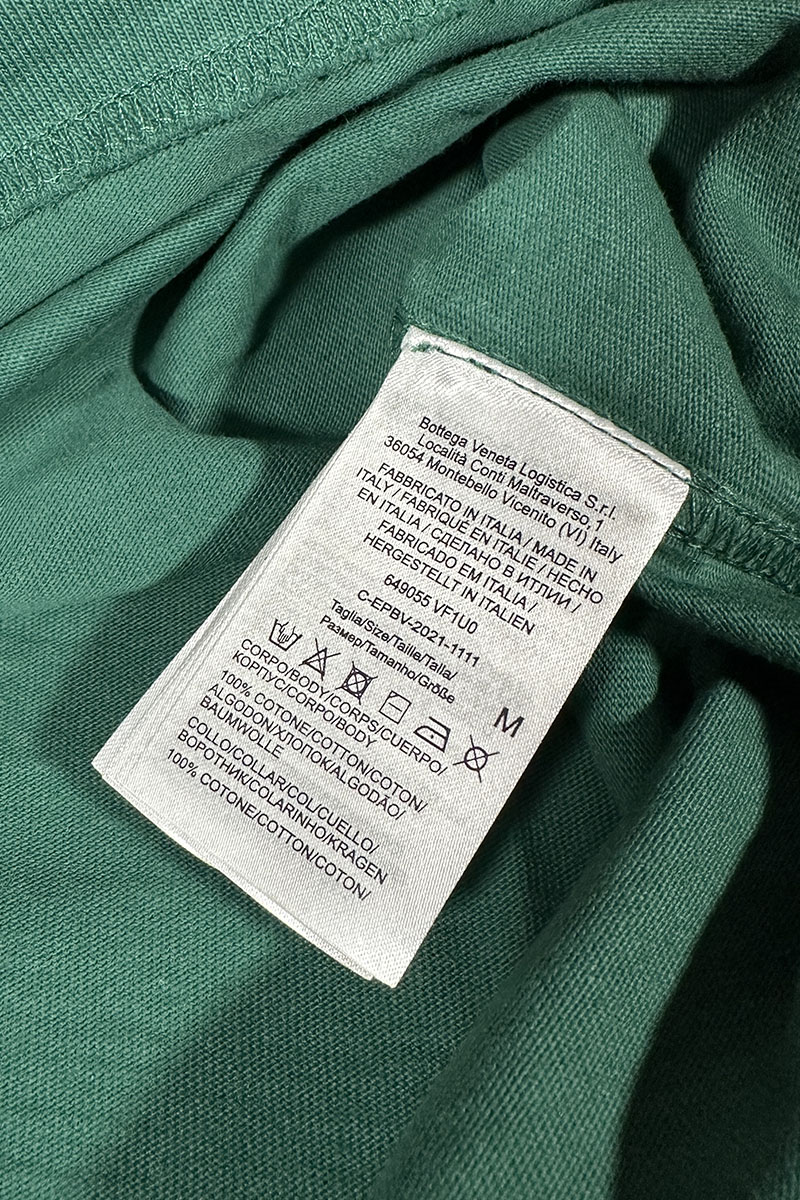 Bottega Veneta Logistica S.r.l.
Località Conti Maltraverso,1
36054 Montebello Vicenito (VI) Italy
FABBRICATO IN ITALIA / MADE IN
ITALY / FABRIQUÉ EN ITALIE / HECHO
EN ITALIA / СДЕЛАНО В ИТЛИИ /
FABRICADO EM ITALIA /
HERGESTELLT IN ITALIEN
649055 VF1U0
C-EPBV-2021-1111
Taglia/Size/Taille/Talla/
Размер/Tamanho/Größe
M
CORPO/BODY/CORPS/CUERPO/
КОРПУС/CORPO/BODY
100% COTONE/COTTON/COTON/
ALGODON/ХЛОПОК/ALGODÃO/
BAUMWOLLE
COLLO/COLLAR/COL/CUELLO/
ВОРОТНИК/COLARINHO/KRAGEN
100% COTONE/COTTON/COTON/